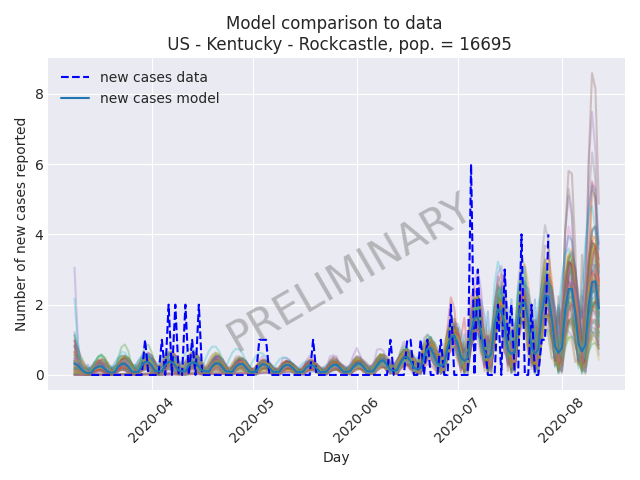 Model comparison to data
US - Kentucky - Rockcastle, pop. = 16695
new cases data
new cases model
Number of new cases reported
8
6
4
2
0
PRELIMINARY
2020-04
2020-05
2020-06
2020-07
2020-08
Day